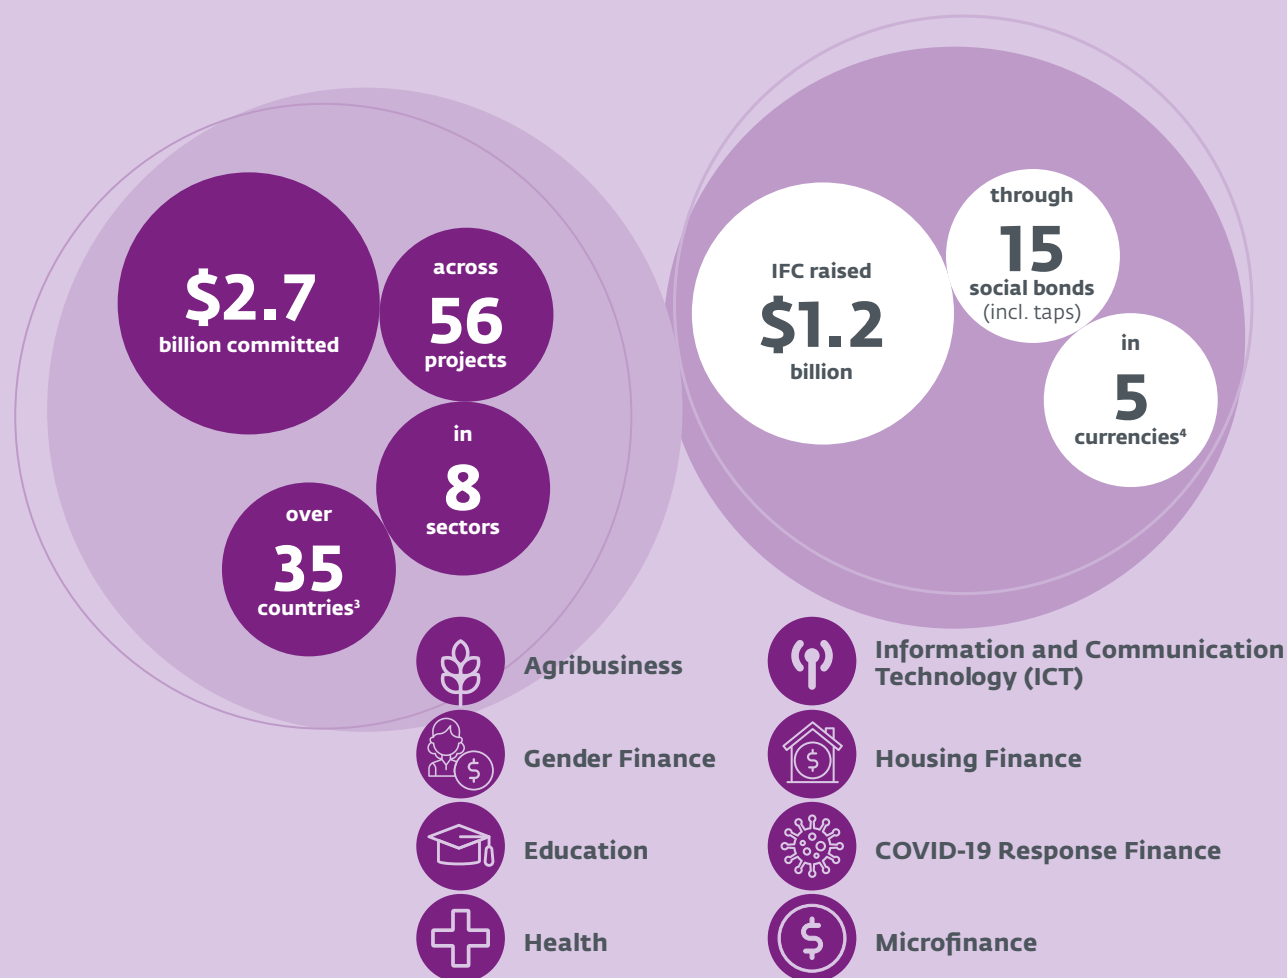 $2.7
billion committed
across
56
projects
in
8
sectors
over
35
countries³
IFC raised
$1.2
billion
through
15
social bonds
(incl. taps)
in
5
currencies⁴
Agribusiness
Gender Finance
Education
Health
Information and Communication
Technology (ICT)
Housing Finance
COVID-19 Response Finance
Microfinance